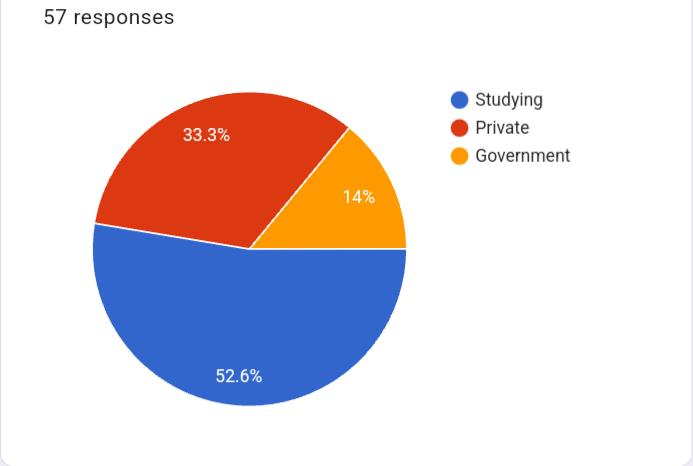 57 responses
Studying
Private
Government
33.3%
14%
52.6%